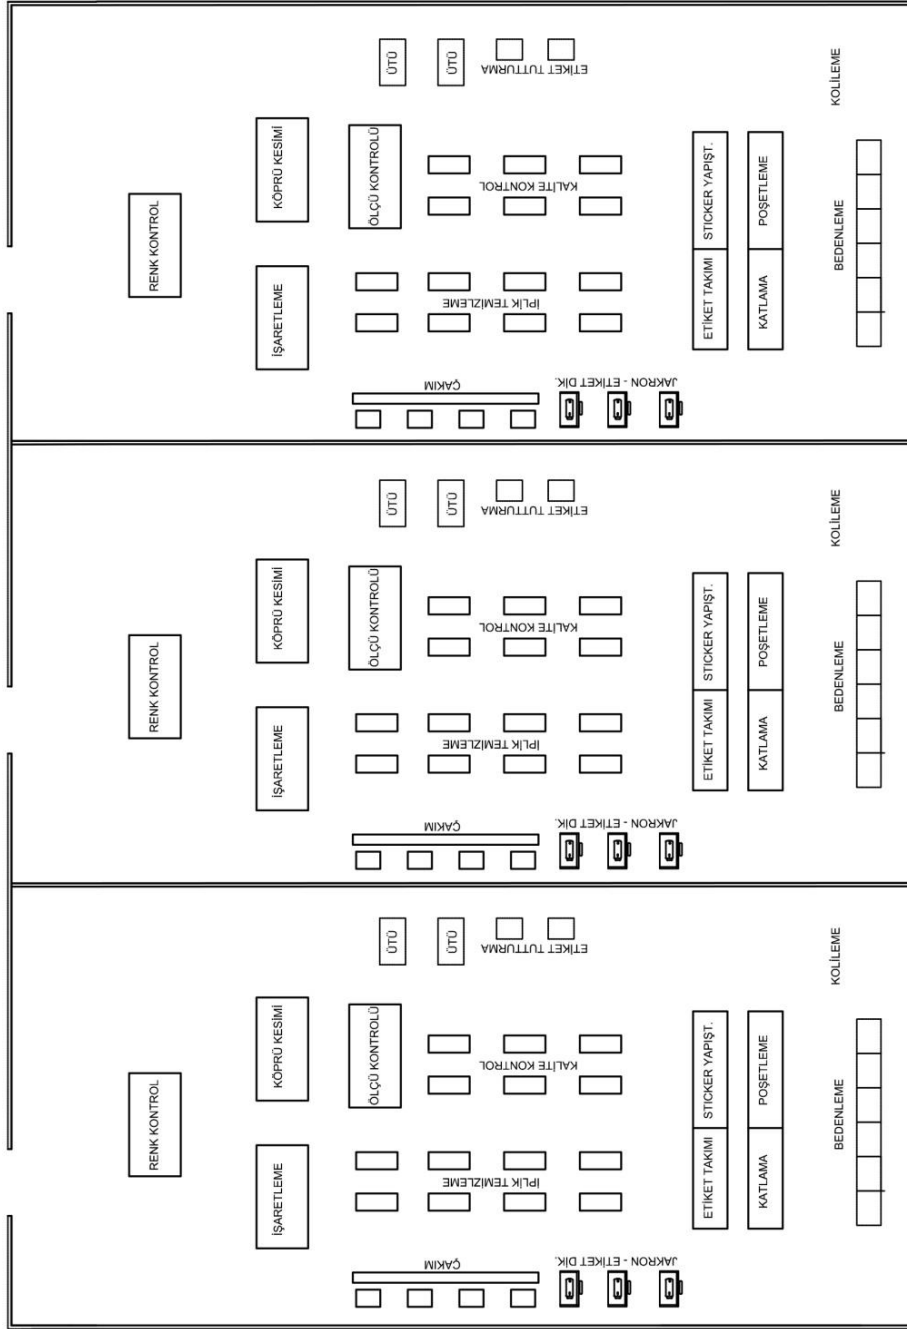 RENK KONTROL
KÖPRÜ KESİMİ
İŞARETLEME
ÜTÜ
ÜTÜ
ETİKET TUTTURMA
ÖLÇÜ KONTROLÜ
KALİTE KONTROL
İPLİK TEMİZLEME
ÇAKIM
JAKRON - ETİKET DİK.
STICKER YAPIŞT.
ETİKET TAKIMI
POŞETLEME
KATLAMA
KOLİLEME
BEDENLEME
RENK KONTROL
KÖPRÜ KESİMİ
İŞARETLEME
ÜTÜ
ÜTÜ
ETİKET TUTTURMA
ÖLÇÜ KONTROLÜ
KALİTE KONTROL
İPLİK TEMİZLEME
ÇAKIM
JAKRON - ETİKET DİK.
STICKER YAPIŞT.
ETİKET TAKIMI
POŞETLEME
KATLAMA
KOLİLEME
BEDENLEME
RENK KONTROL
KÖPRÜ KESİMİ
İŞARETLEME
ÜTÜ
ÜTÜ
ETİKET TUTTURMA
ÖLÇÜ KONTROLÜ
KALİTE KONTROL
İPLİK TEMİZLEME
ÇAKIM
JAKRON - ETİKET DİK.
STICKER YAPIŞT.
ETİKET TAKIMI
POŞETLEME
KATLAMA
KOLİLEME
BEDENLEME